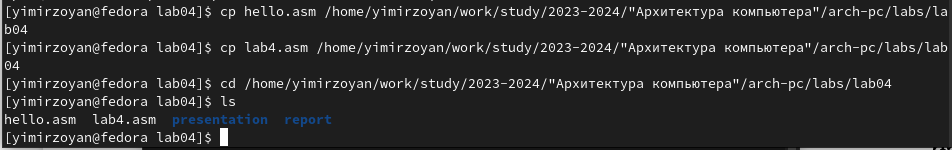 [yimirzoyan@fedora lab04]$ cp hello.asm /home/yimirzoyan/work/study/2023-2024/"Архитектура компьютера"/arch-pc/labs/la
b04
[yimirzoyan@fedora lab04]$ cp lab4.asm /home/yimirzoyan/work/study/2023-2024/"Архитектура компьютера"/arch-pc/labs/lab
04
[yimirzoyan@fedora lab04]$ cd /home/yimirzoyan/work/study/2023-2024/"Архитектура компьютера"/arch-pc/labs/lab04
[yimirzoyan@fedora lab04]$ ls
hello.asm  lab4.asm  presentation  report
[yimirzoyan@fedora lab04]$